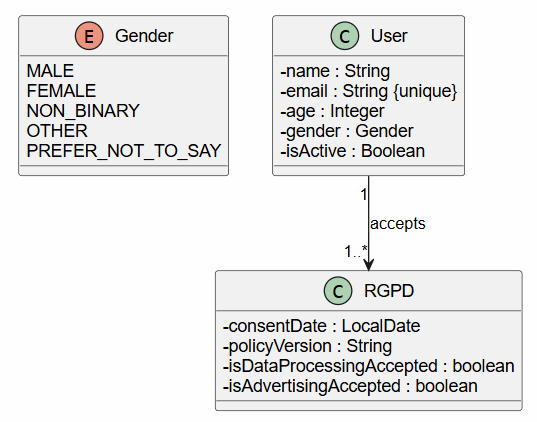 E Gender
MALE
FEMALE
NON_BINARY
OTHER
PREFER_NOT_TO_SAY
C User
-name : String
-email : String {unique}
-age : Integer
-gender : Gender
-isActive : Boolean
1
accepts
1..*
C RGPD
-consentDate : LocalDate
-policyVersion : String
-isDataProcessingAccepted : boolean
-isAdvertisingAccepted : boolean